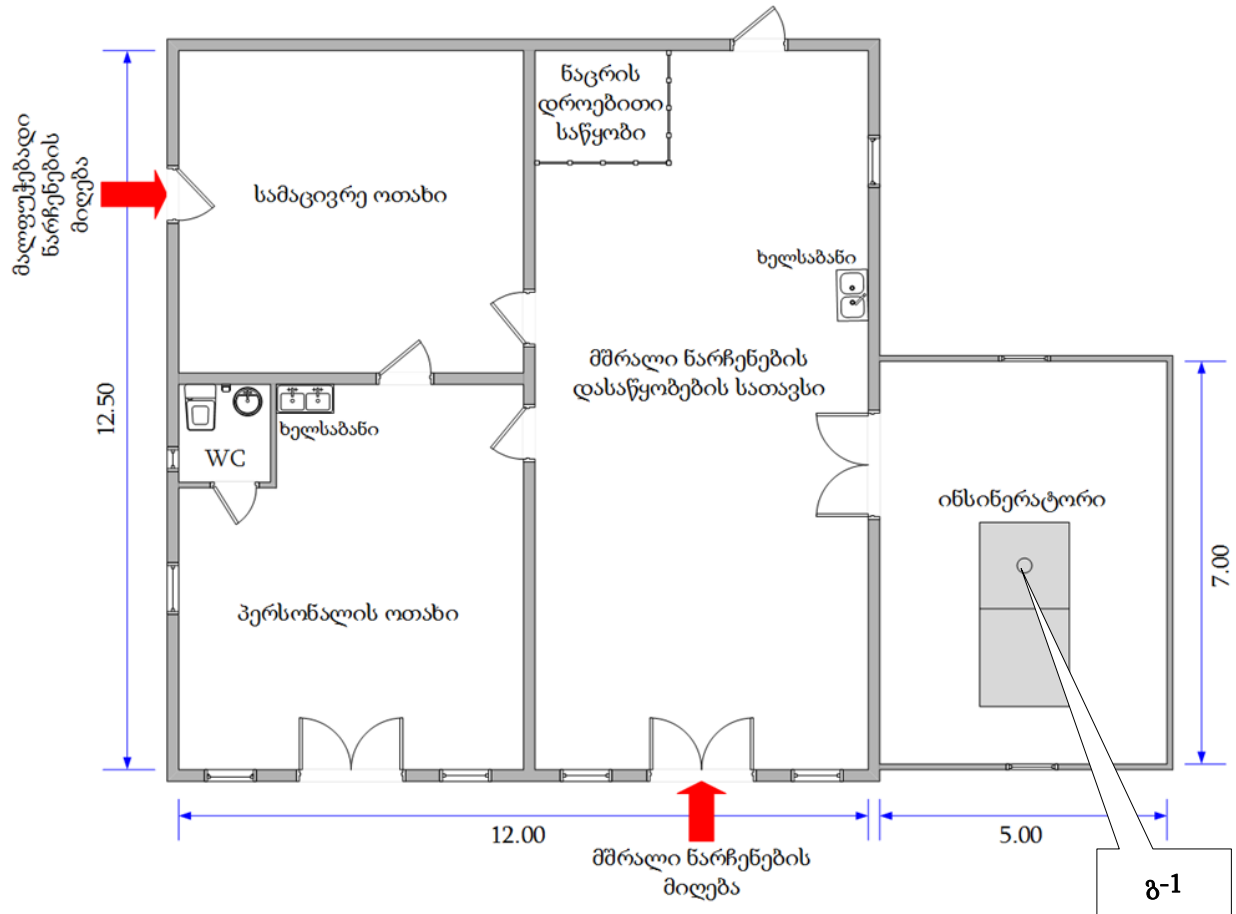 ნაცრის
დროებითი
საწყობი
მალფუჭებადი
ნარჩენების
მიღება
სამაცივრე ოთახი
ხელსაბანი
მშრალი ნარჩენების
დასაწყობების სათავსი
12.50
ხელსაბანი
WC
ინსინერატორი
7.00
პერსონალის ოთახი
12.00
5.00
მშრალი ნარჩენების
მიღება
გ-1